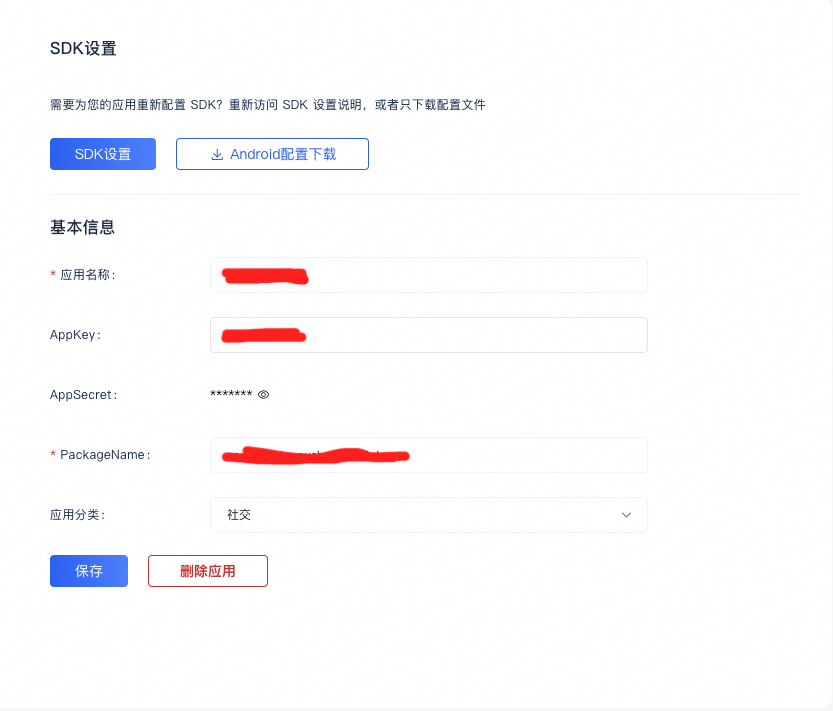 SDK设置
需要为您的应用重新配置 SDK？重新访问 SDK 设置说明，或者只下载配置文件
SDK设置
Android配置下载
基本信息
* 应用名称：
AppKey：
AppSecret： *******
* PackageName：
应用分类： 社交
保存 删除应用